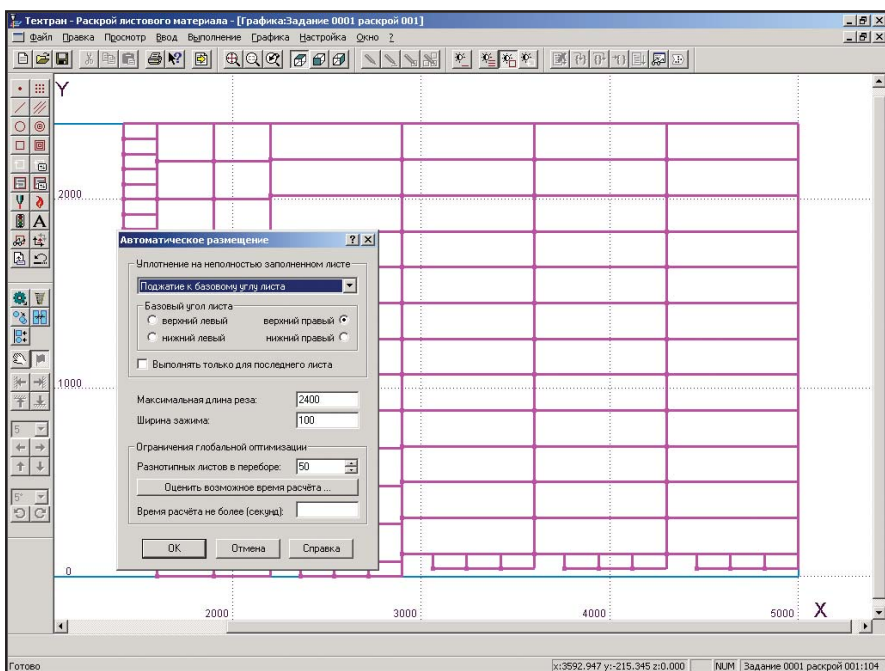 Техтран - Раскрой листового материала - [Графика:Задание 0001 раскрой 001]
Файл Правка Просмотр Ввод Выполнение Графика Настройка Окно ?
Y
2000
1000
0
2000 3000 4000 5000 X
A
5
5°
Автоматическое размещение
Уплотнение на неполностью заполненном листе
Поджатие к базовому углу листа
Базовый угол листа
верхний левый верхний правый
нижний левый нижний правый
Выполнять только для последнего листа
Максимальная длина реза: 2400
Ширина зажима: 100
Ограничения глобальной оптимизации
Разнотипных листов в переборе: 50
Оценить возможное время расчёта ...
Время расчёта не более (секунд):
ОК Отмена Справка
Готово x:3592.947 y:-215.345 z:0.000 NUM Задание 0001 раскрой 001:104